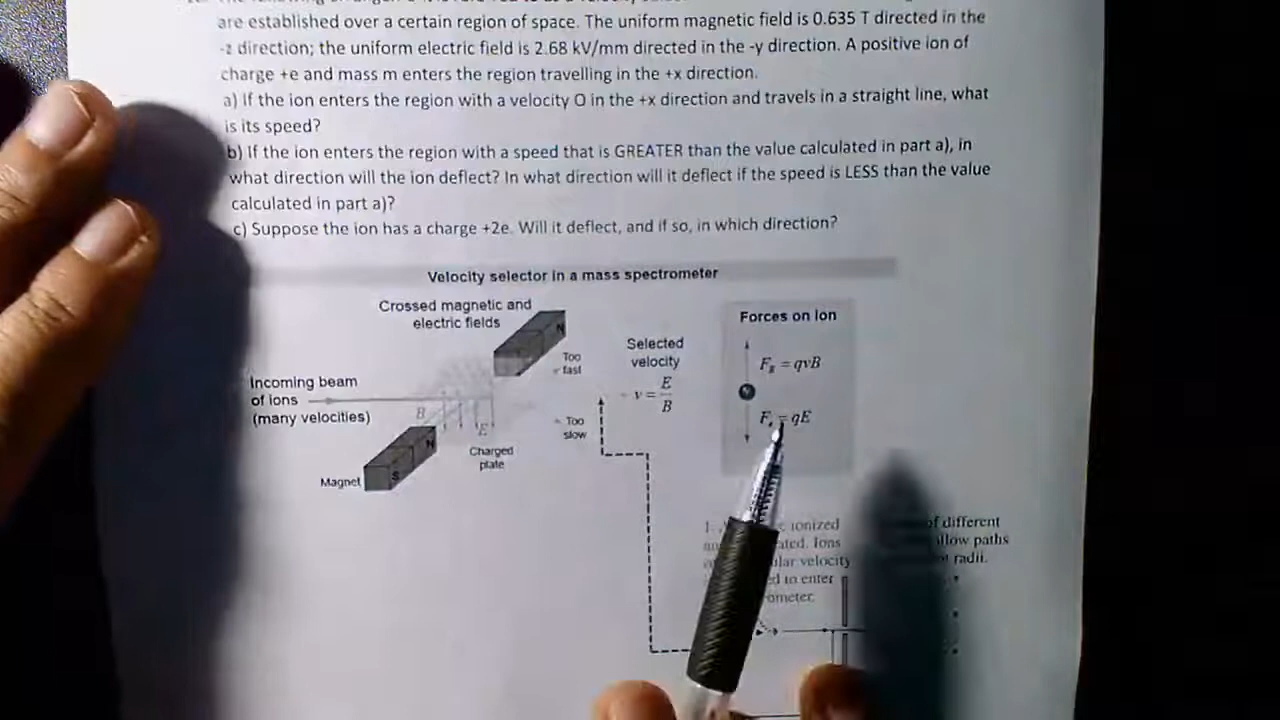 are established over a certain region of space. The uniform magnetic field is 0.635 T directed in the
-z direction; the uniform electric field is 2.68 kV/mm directed in the -y direction. A positive ion of
charge +e and mass m enters the region travelling in the +x direction.
a) If the ion enters the region with a velocity O in the +x direction and travels in a straight line, what
is its speed?
b) If the ion enters the region with a speed that is GREATER than the value calculated in part a), in
what direction will the ion deflect? In what direction will it deflect if the speed is LESS than the value
calculated in part a)?
c) Suppose the ion has a charge +2e. Will it deflect, and if so, in which direction?
Velocity selector in a mass spectrometer
Crossed magnetic and
electric fields
N
Too
fast
Incoming beam
of ions
(many velocities)
B
E
Too
slow
Charged
plate
N
S
Magnet
Selected
velocity
v = E
B
Forces on Ion
F_B = qvB
F = qE
ionized
ated. Ions
velocity
to enter
of different
paths
radii.